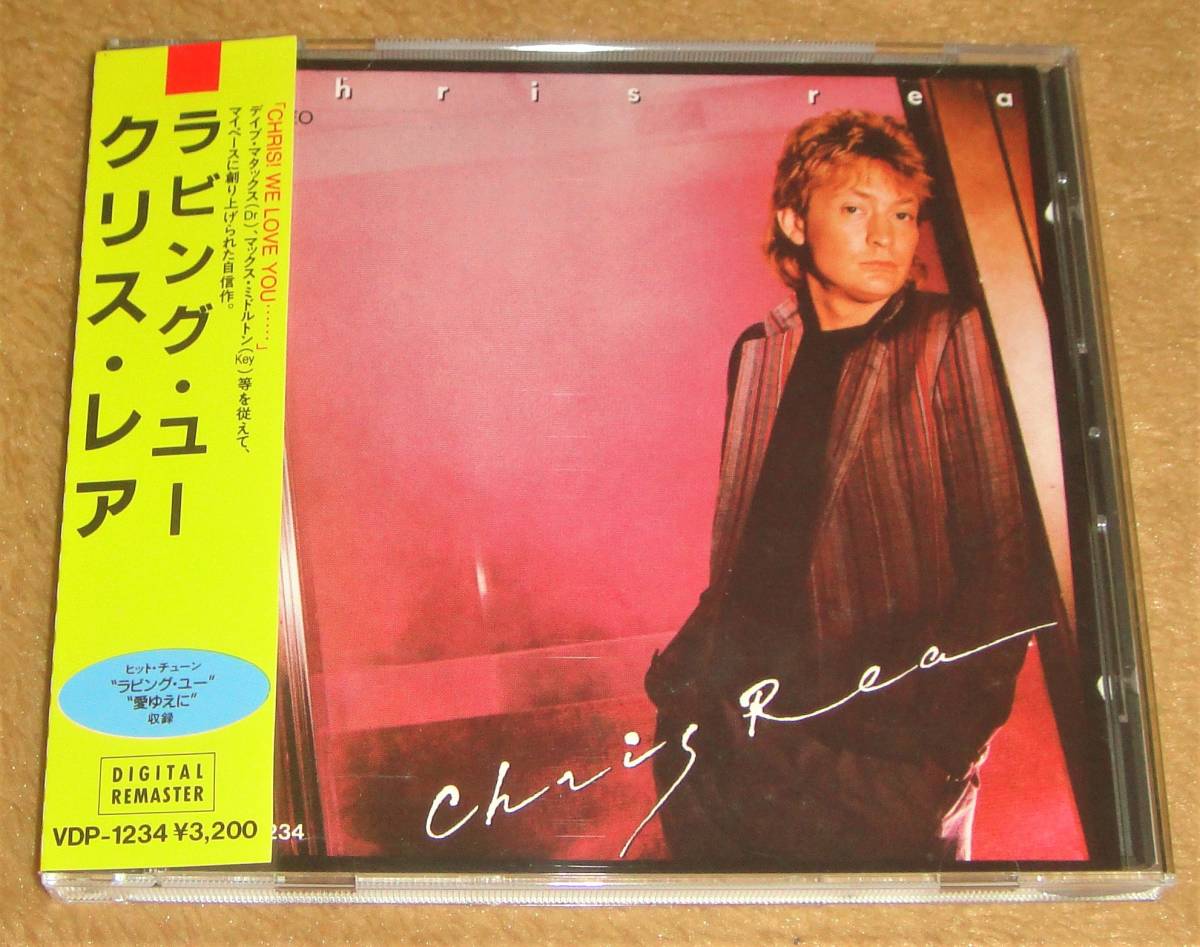 ラビング・ユー
クリス・レア
「CHRIS! WE LOVE YOU……」
デイブ・マタックス(Dr)、マックス・ミドルトン(Key)等を従えて、
マイペースに創り上げられた自信作。
ヒット・チューン
“ラビング・ユー”
“愛ゆえに”
収録
DIGITAL
REMASTER
VDP-1234 ¥3,200
hris rea
EO
Chris Rea
234